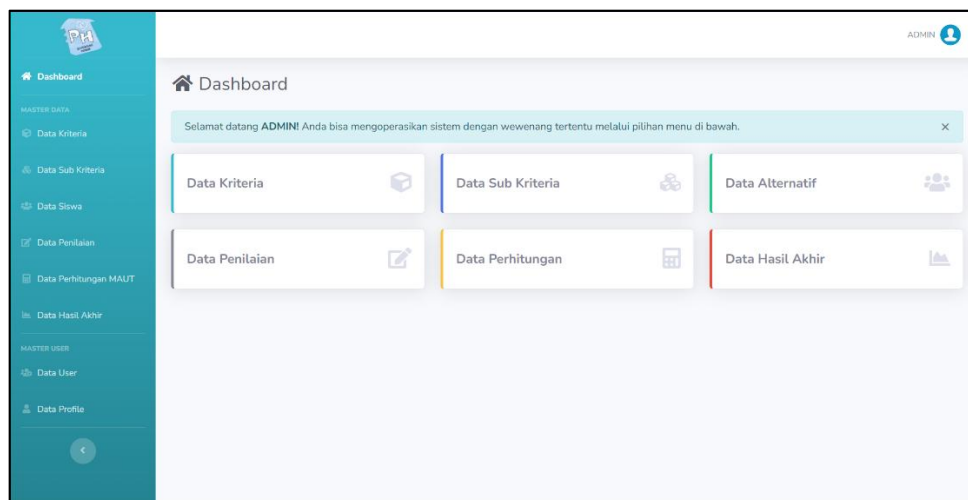 PH
ADMIN
Dashboard
MASTER DATA
Data Kriteria
Data Sub Kriteria
Data Siswa
Data Penilaian
Data Perhitungan MAUT
Data Hasil Akhir
MASTER USER
Data User
Data Profile
Dashboard
Selamat datang ADMIN! Anda bisa mengoperasikan sistem dengan wewenang tertentu melalui pilihan menu di bawah.
Data Kriteria
Data Sub Kriteria
Data Alternatif
Data Penilaian
Data Perhitungan
Data Hasil Akhir